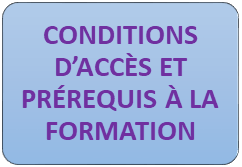 CONDITIONS
D'ACCÈS ET
PRÉREQUIS À LA
FORMATION